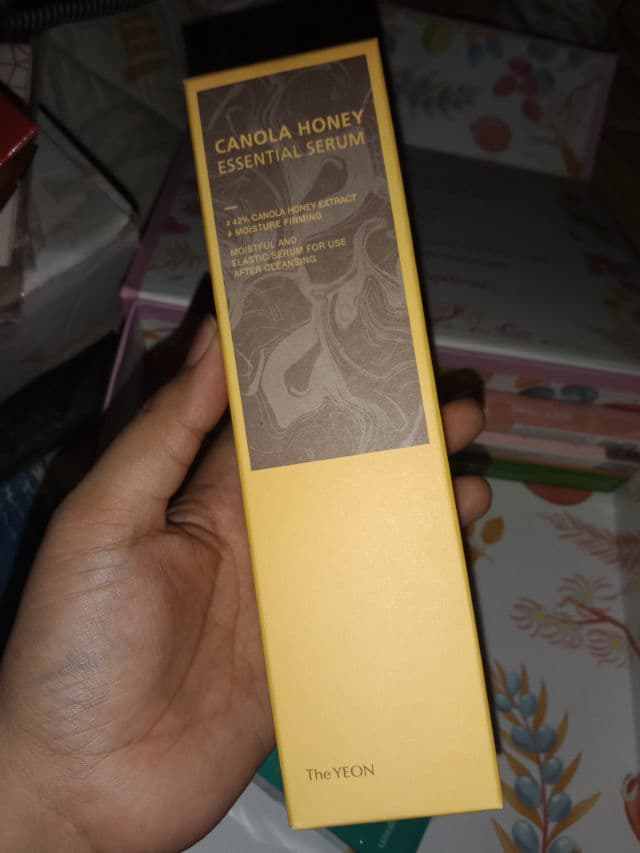 CANOLA HONEY
ESSENTIAL SERUM
# 42% CANOLA HONEY EXTRACT
# MOISTURE FIRMING
MOISTFUL AND
ELASTIC SERUM FOR USE
AFTER CLEANSING
The YEON